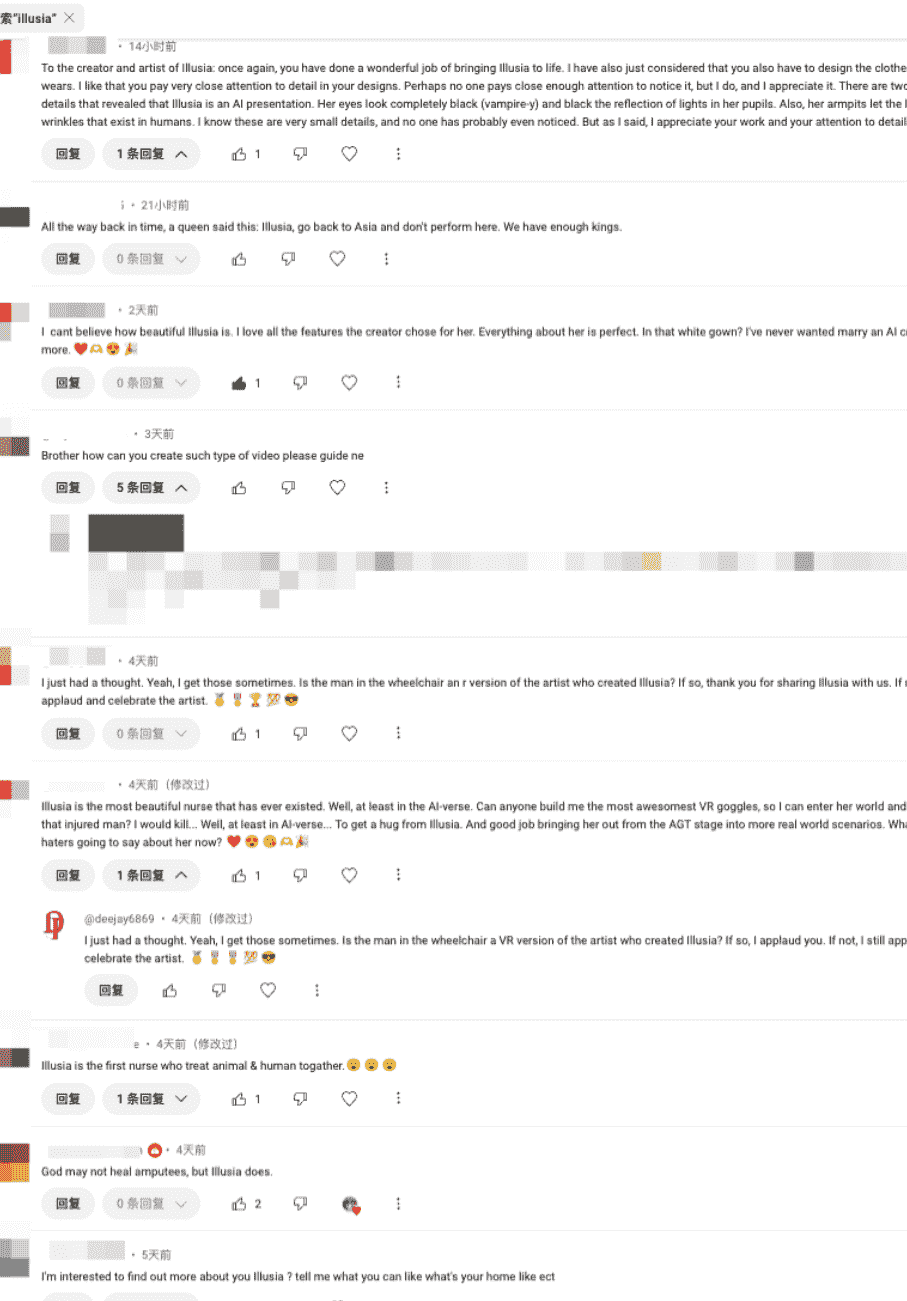 索"illusia"
• 14小时前
To the creator and artist of Illusia: once again, you have done a wonderful job of bringing Illusia to life. I have also just considered that you also have to design the clothe
wears. I like that you pay very close attention to detail in your designs. Perhaps no one pays close enough attention to notice it, but I do, and I appreciate it. There are two
details that revealed that Illusia is an AI presentation. Her eyes look completely black (vampire-y) and black the reflection of lights in her pupils. Also, her armpits let the l
wrinkles that exist in humans. I know these are very small details, and no one has probably even noticed. But as I said, I appreciate your work and your attention to detail
回复 1 条回复 1
• 21小时前
All the way back in time, a queen said this: Illusia, go back to Asia and don't perform here. We have enough kings.
回复 0 条回复
• 2天前
I cant believe how beautiful Illusia is. I love all the features the creator chose for her. Everything about her is perfect. In that white gown? I've never wanted marry an AI c
more. ❤️🫶😍🎉
回复 0 条回复 1
• 3天前
Brother how can you create such type of video please guide ne
回复 5 条回复
• 4天前
I just had a thought. Yeah, I get those sometimes. Is the man in the wheelchair an r version of the artist who created Illusia? If so, thank you for sharing Illusia with us. If
applaud and celebrate the artist. 🥇🎖️🏆💯😎
回复 0 条回复 1
• 4天前（修改过）
Illusia is the most beautiful nurse that has ever existed. Well, at least in the AI-verse. Can anyone build me the most awesomest VR goggles, so I can enter her world and
that injured man? I would kill... Well, at least in AI-verse... To get a hug from Illusia. And good job bringing her out from the AGT stage into more real world scenarios. Wha
haters going to say about her now? ❤️😍😘🫶🎉
回复 1 条回复 1
@deejay6869 • 4天前（修改过）
I just had a thought. Yeah, I get those sometimes. Is the man in the wheelchair a VR version of the artist who created Illusia? If so, I applaud you. If not, I still app
celebrate the artist. 🥇🎖️🎖️💯😎
回复
e • 4天前（修改过）
Illusia is the first nurse who treat animal & human togather.😮😮😮
回复 1 条回复 1
• 4天前
God may not heal amputees, but Illusia does.
回复 0 条回复 2
• 5天前
I'm interested to find out more about you Illusia ? tell me what you can like what's your home like ect